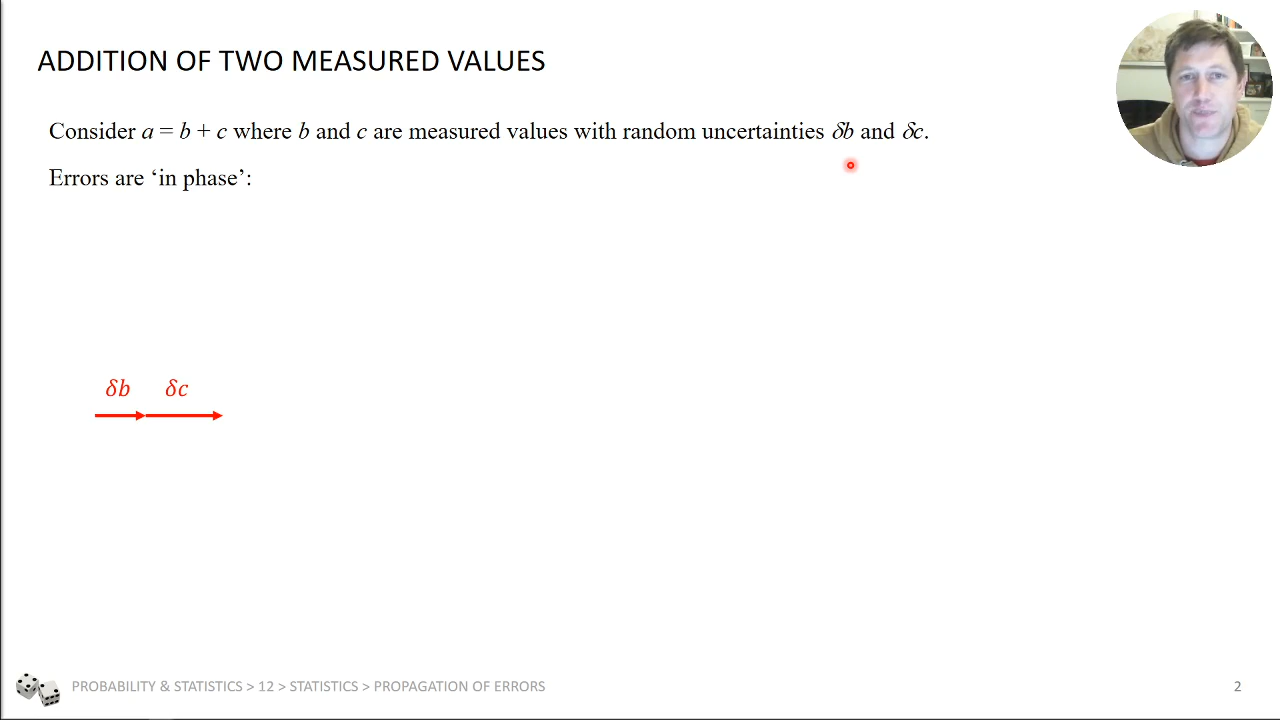 ADDITION OF TWO MEASURED VALUES
Consider a = b + c where b and c are measured values with random uncertainties δb and δc.
Errors are ‘in phase’:
δb δc
PROBABILITY & STATISTICS > 12 > STATISTICS > PROPAGATION OF ERRORS
2